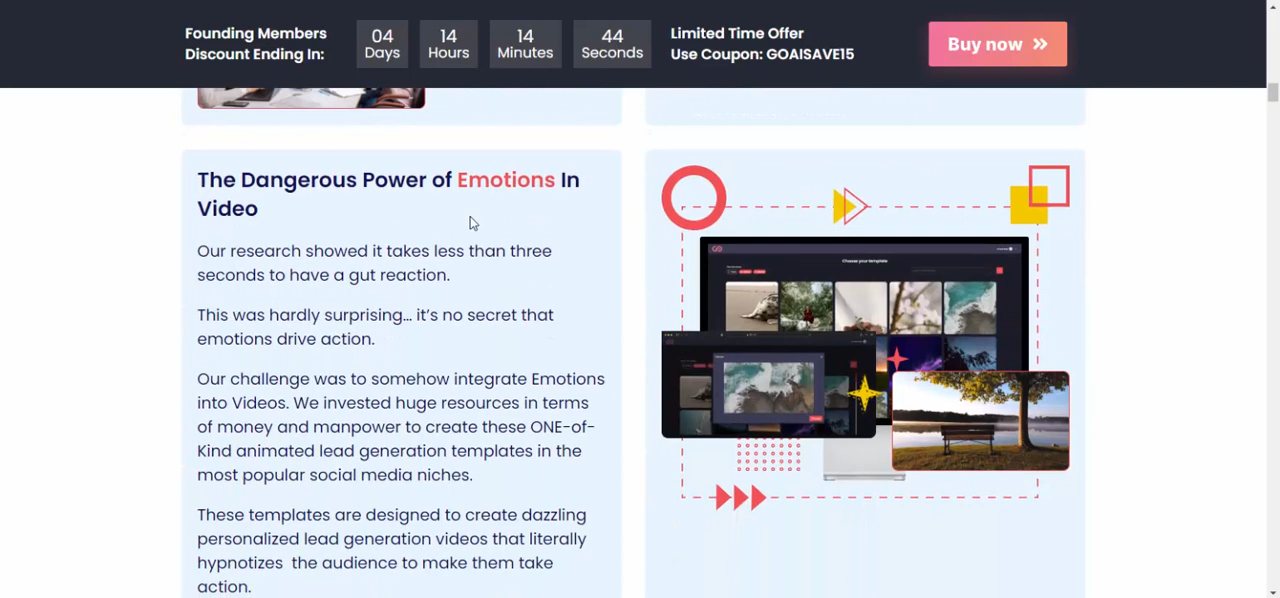 Founding Members
Discount Ending In:
04
Days
14
Hours
14
Minutes
44
Seconds
Limited Time Offer
Use Coupon: GOAISAVE15
Buy now »
The Dangerous Power of Emotions In
Video
Our research showed it takes less than three
seconds to have a gut reaction.
This was hardly surprising... it's no secret that
emotions drive action.
Our challenge was to somehow integrate Emotions
into Videos. We invested huge resources in terms
of money and manpower to create these ONE-of-
Kind animated lead generation templates in the
most popular social media niches.
These templates are designed to create dazzling
personalized lead generation videos that literally
hypnotizes  the audience to make them take
action.
GO
Choose your template